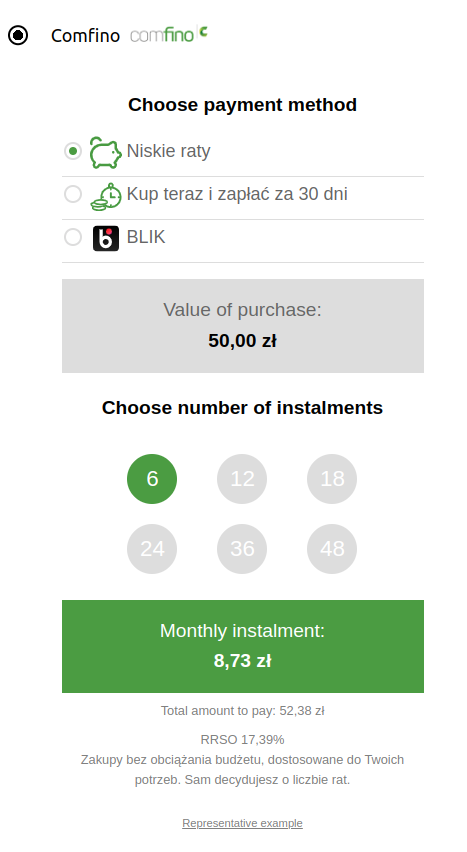 Comfino comfino
Choose payment method
Niskie raty
Kup teraz i zapłać za 30 dni
BLIK
Value of purchase:
50,00 zł
Choose number of instalments
6 12 18
24 36 48
Monthly instalment:
8,73 zł
Total amount to pay: 52,38 zł
RRSO 17,39%
Zakupy bez obciążania budżetu, dostosowane do Twoich
potrzeb. Sam decydujesz o liczbie rat.
Representative example